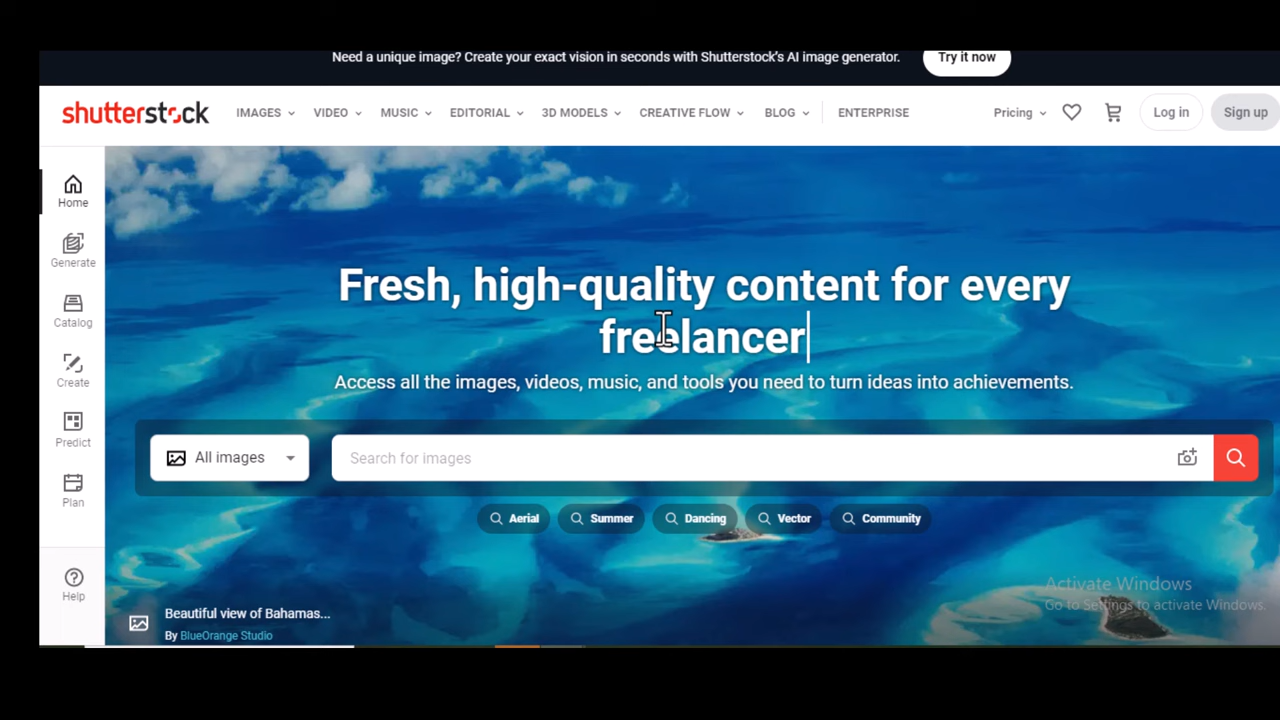 Need a unique image? Create your exact vision in seconds with Shutterstock's AI image generator. Try it now
shutterstock IMAGES VIDEO MUSIC EDITORIAL 3D MODELS CREATIVE FLOW BLOG ENTERPRISE Pricing Log in Sign up
Home
Generate
Catalog
Create
Predict
Plan
Help
Fresh, high-quality content for every
freelancer
Access all the images, videos, music, and tools you need to turn ideas into achievements.
All images Search for images
Aerial Summer Dancing Vector Community
Activate Windows
Go to Settings to activate Windows.
Beautiful view of Bahamas...
By BlueOrange Studio